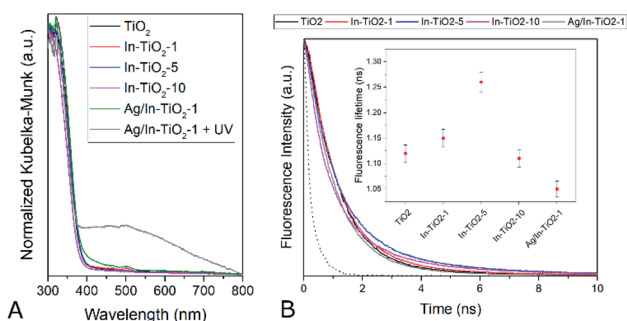 TiO2
In-TiO2-1
In-TiO2-5
In-TiO2-10
Ag/In-TiO2-1
Ag/In-TiO2-1 + UV
Normalized Kubelka-Munk (a.u.)
300 400 500 600 700 800
Wavelength (nm)
A
TiO2 In-TiO2-1 In-TiO2-5 In-TiO2-10 Ag/In-TiO2-1
Fluorescence Intensity (a.u.)
Fluorescence lifetime (ns)
1.30
1.25
1.20
1.15
1.10
1.05
TiO2
In-TiO2-1
In-TiO2-5
In-TiO2-10
Ag/In-TiO2-1
0 2 4 6 8 10
Time (ns)
B